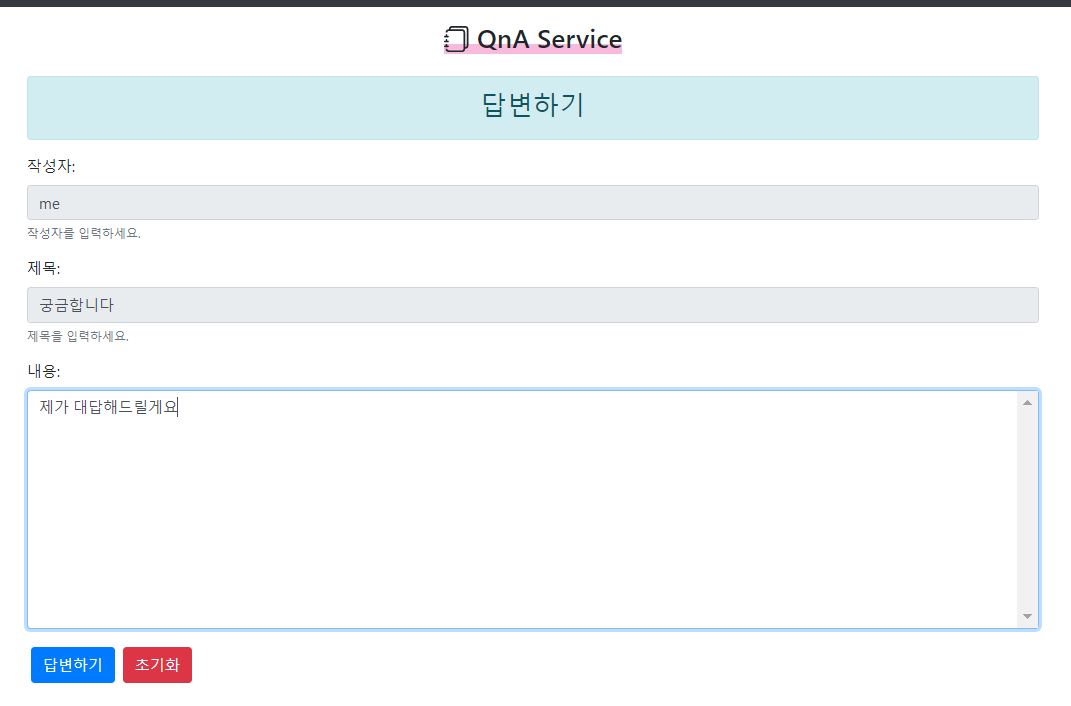 QnA Service
답변하기
작성자:
me
작성자를 입력하세요.
제목:
궁금합니다
제목을 입력하세요.
내용:
제가 대답해드릴게요
답변하기 초기화